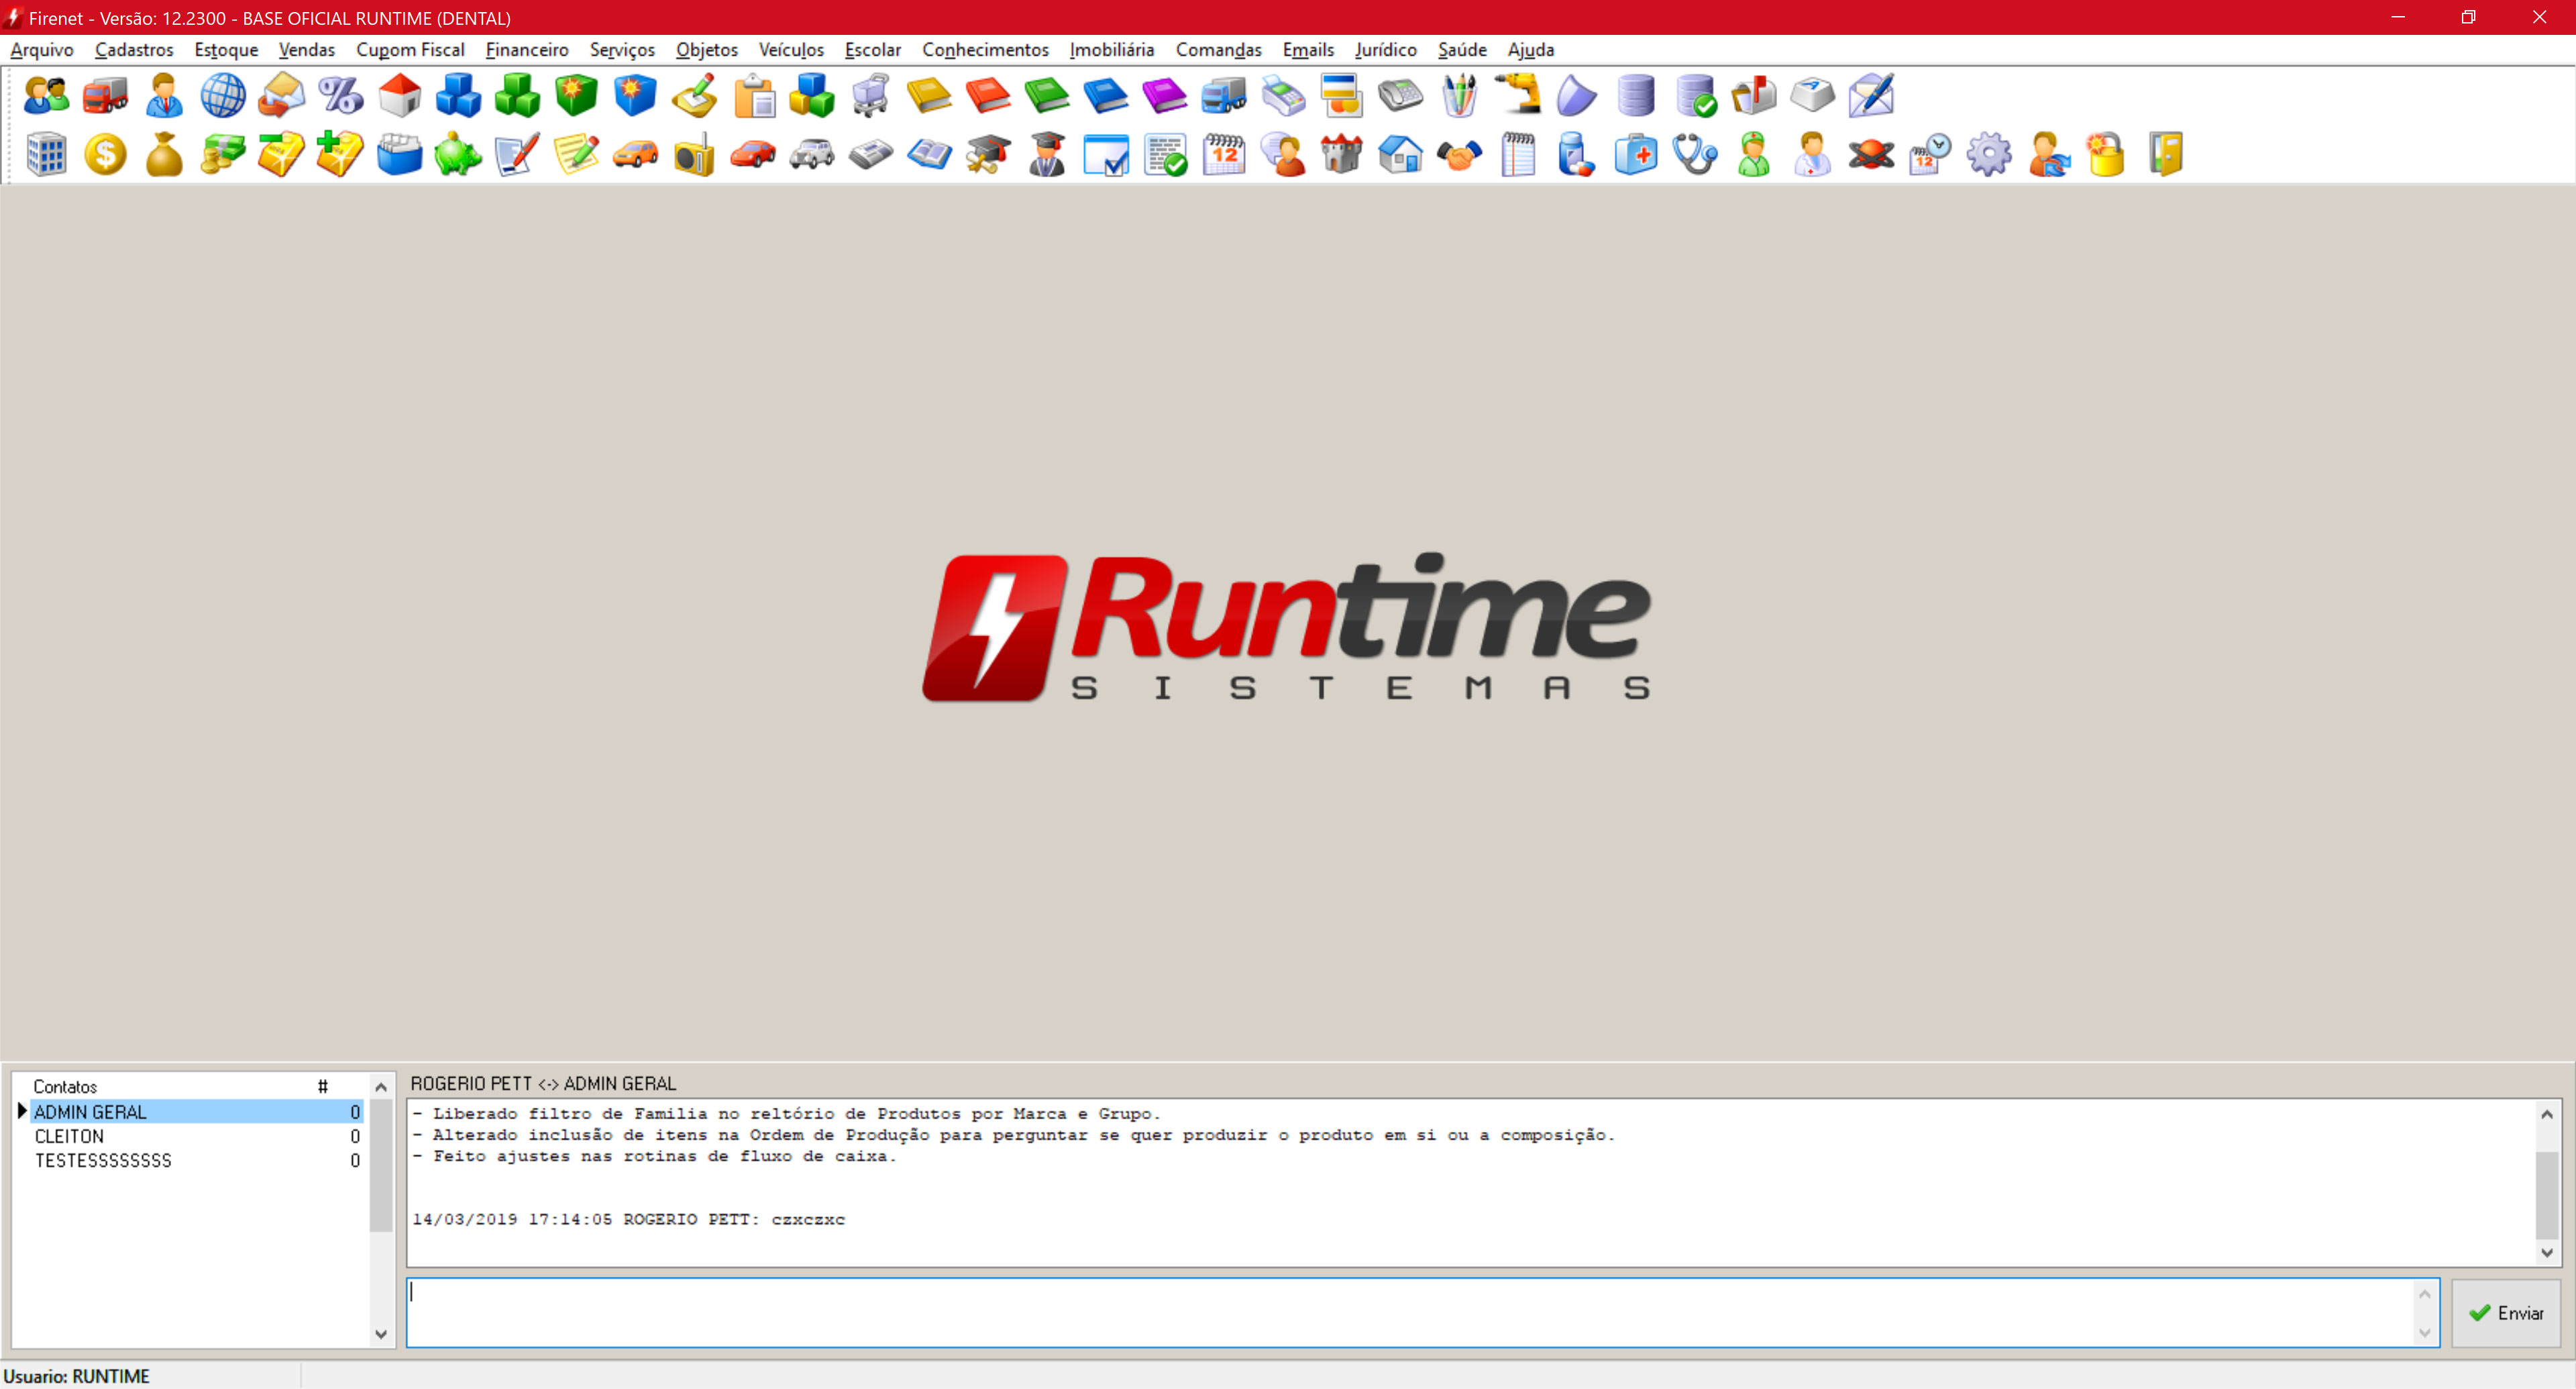 Firenet - Versão: 12.2300 - BASE OFICIAL RUNTIME (DENTAL)
Arquivo Cadastros Estoque Vendas Cupom Fiscal Financeiro Serviços Objetos Veículos Escolar Conhecimentos Imobiliária Comandas Emails Jurídico Saúde Ajuda
A
12 12
Runtime
SISTEMAS
Contatos #
ADMIN GERAL 0
CLEITON 0
TESTESSSSSSSS 0
ROGERIO PETT <-> ADMIN GERAL
- Liberado filtro de Familia no reltório de Produtos por Marca e Grupo.
- Alterado inclusão de itens na Ordem de Produção para perguntar se quer produzir o produto em si ou a composição.
- Feito ajustes nas rotinas de fluxo de caixa.
14/03/2019 17:14:05 ROGERIO PETT: czxczxc
Enviar
Usuario: RUNTIME